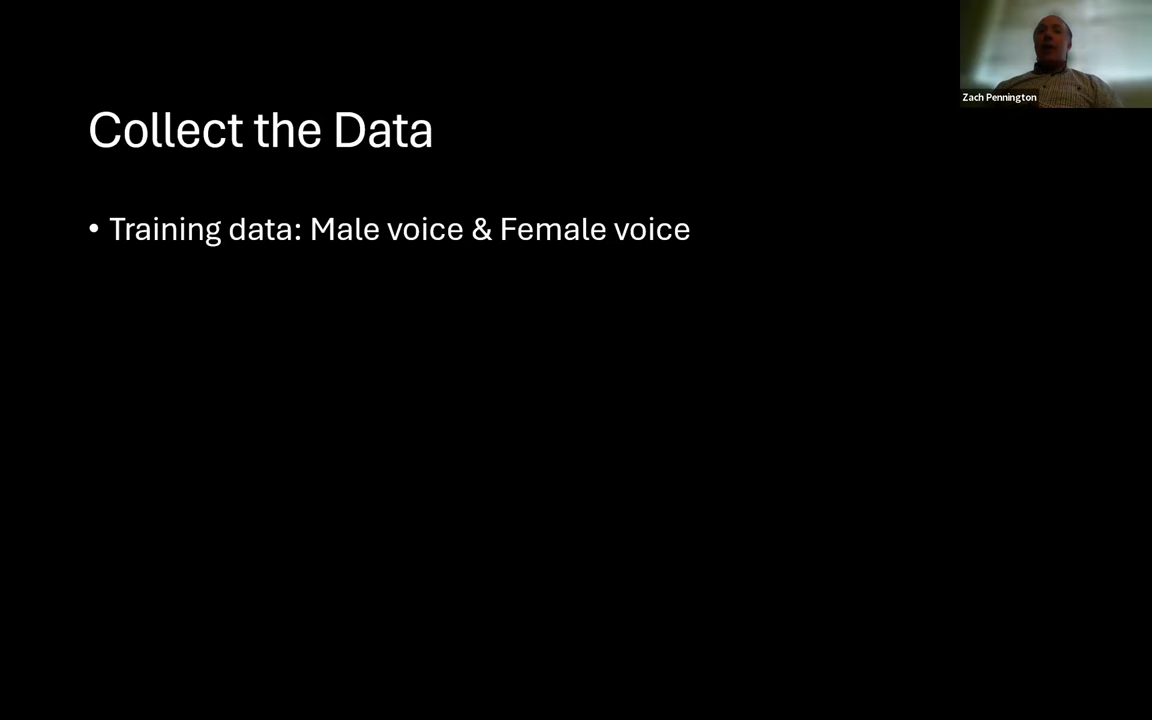 Zach Pennington
Collect the Data
• Training data: Male voice & Female voice